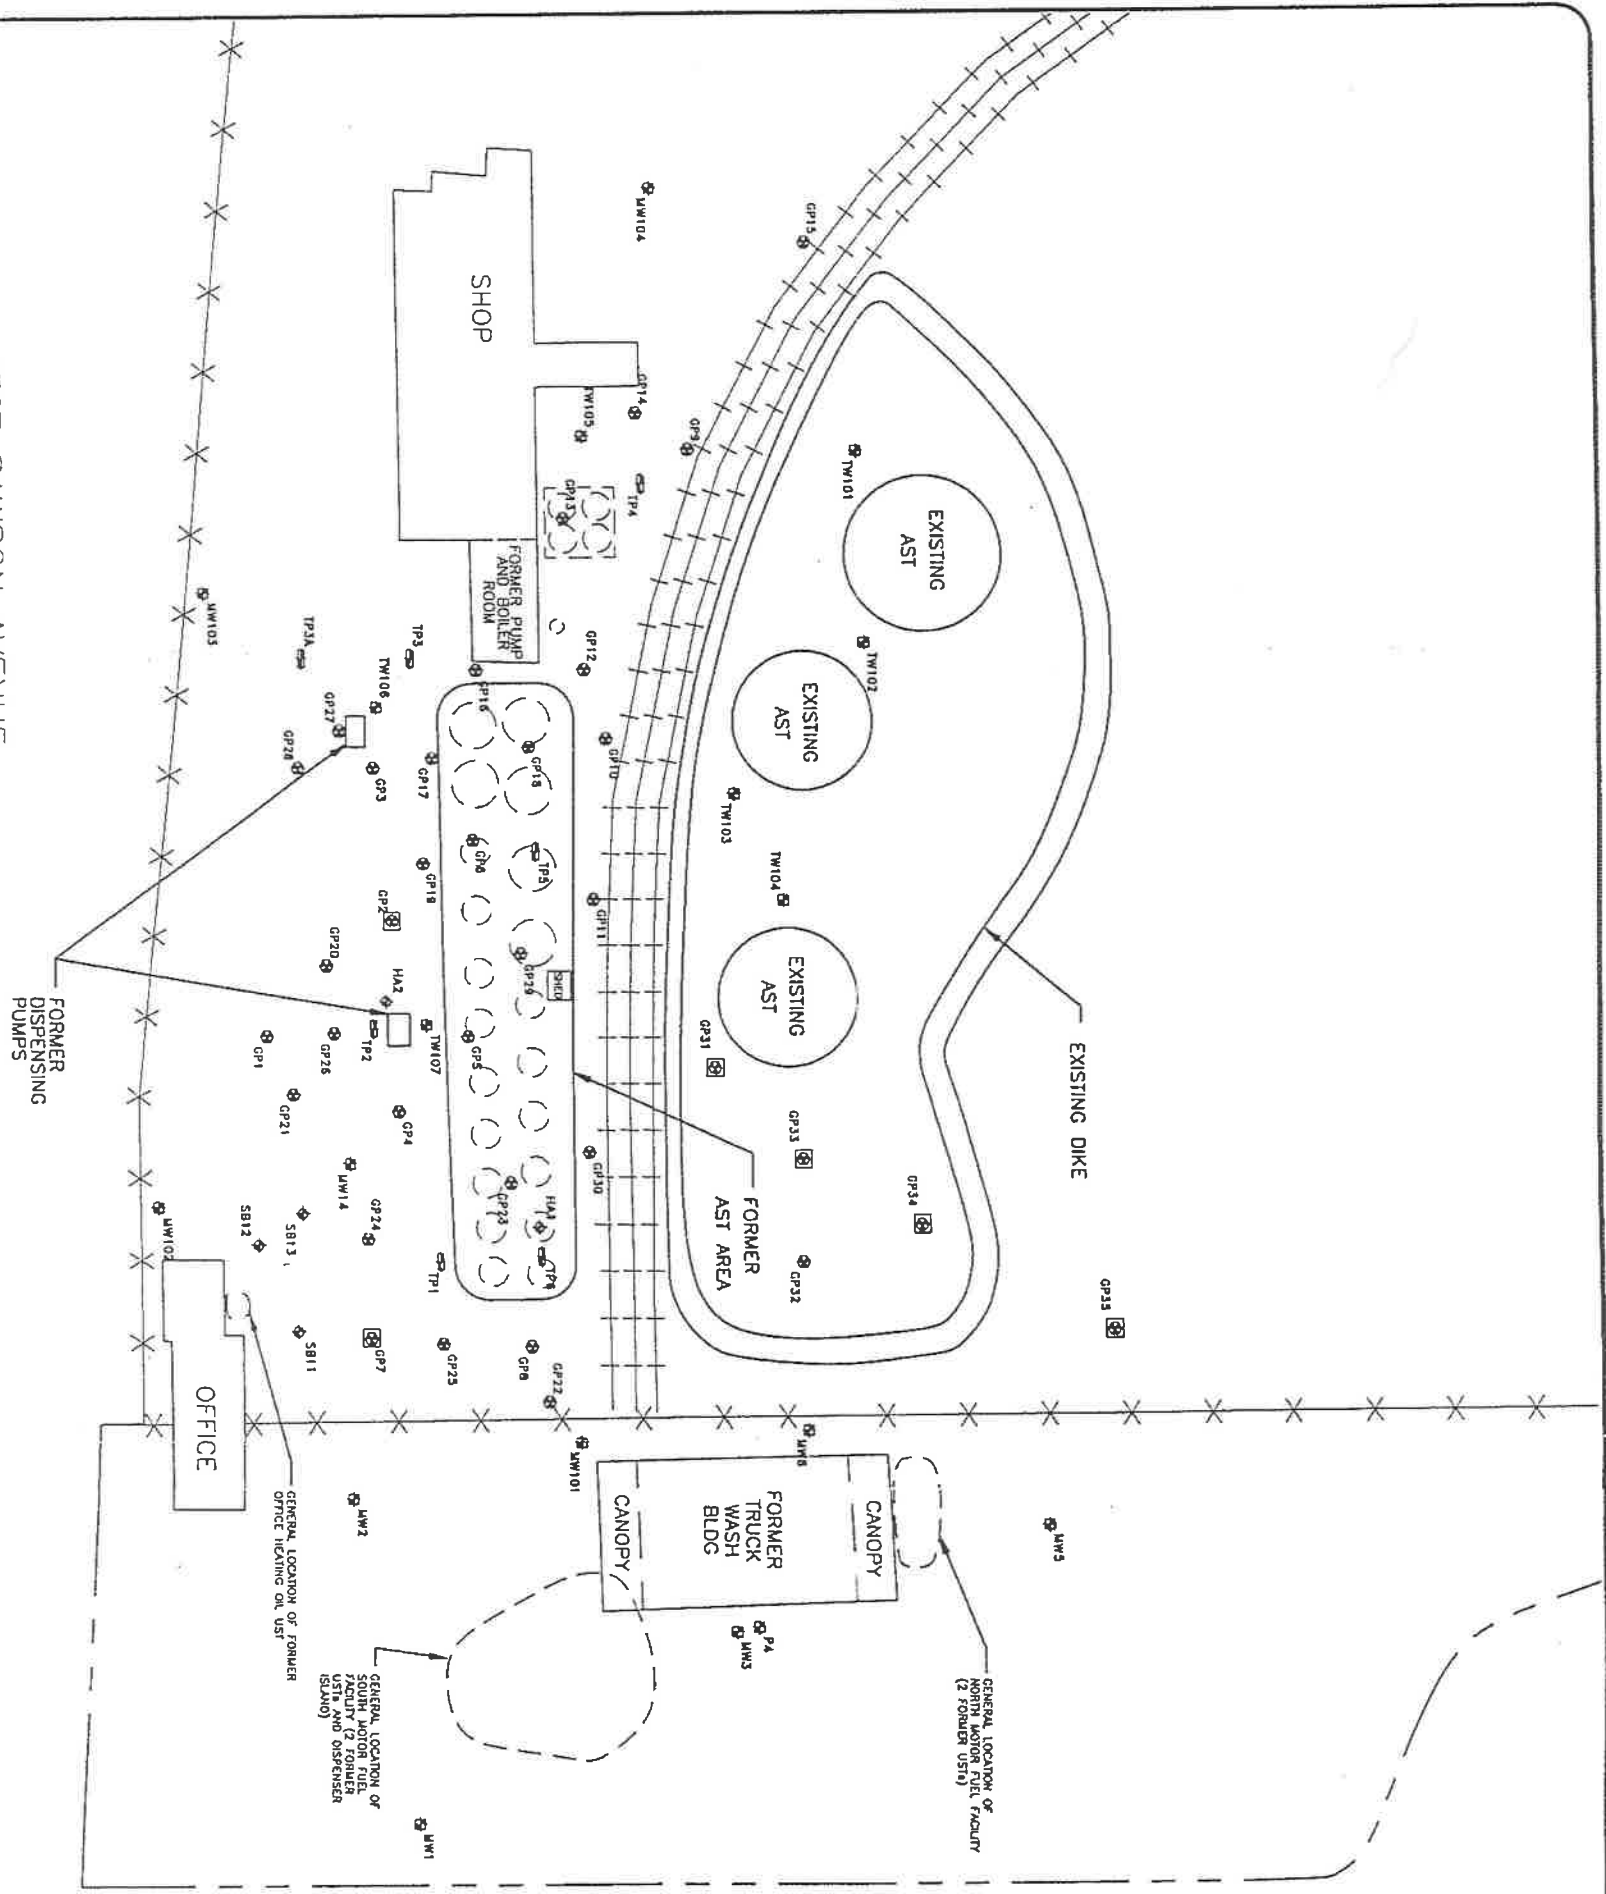 MW104
GP15
SHOP
GP14
TW105
GP9
TP4
GP13
FORMER PUMP
AND BOILER
ROOM
TW101
EXISTING
AST
TW102
EXISTING
AST
TW103
TW104
EXISTING
AST
EXISTING DIKE
GP31
GP33
GP34
GP32
GP35
MW103
TP3A
TP3
TW106
GP27
GP28
GP3
GP12
GP16
GP10
GP17
GP18
GP6
TP5
GP19
GP11
GP2
GP20
HA2
GP29
SHED
GP1
GP26
TP2
TW107
GP5
GP21
GP4
GP30
FORMER
AST AREA
FORMER
DISPENSING
PUMPS
MW14
GP24
GP23
TP1
SB13
SB12
MW102
SB11
GP7
GP25
GP8
GP22
OFFICE
MW101
MW6
MW5
MW2
CANOPY
FORMER
TRUCK
WASH
BLDG
CANOPY
P4
MW3
MW1
GENERAL LOCATION OF FORMER
OFFICE HEATING OIL UST
GENERAL LOCATION OF
SOUTH MOTOR FUEL
FACILITY (2 FORMER
USTs AND DISPENSER
ISLAND)
GENERAL LOCATION OF
NORTH MOTOR FUEL FACILITY
(2 FORMER USTs)